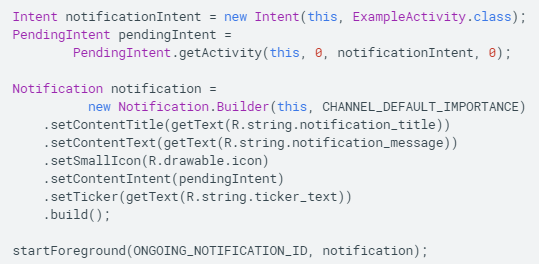 Intent notificationIntent = new Intent(this, ExampleActivity.class);
PendingIntent pendingIntent =
        PendingIntent.getActivity(this, 0, notificationIntent, 0);

Notification notification =
          new Notification.Builder(this, CHANNEL_DEFAULT_IMPORTANCE)
    .setContentTitle(getText(R.string.notification_title))
    .setContentText(getText(R.string.notification_message))
    .setSmallIcon(R.drawable.icon)
    .setContentIntent(pendingIntent)
    .setTicker(getText(R.string.ticker_text))
    .build();

startForeground(ONGOING_NOTIFICATION_ID, notification);